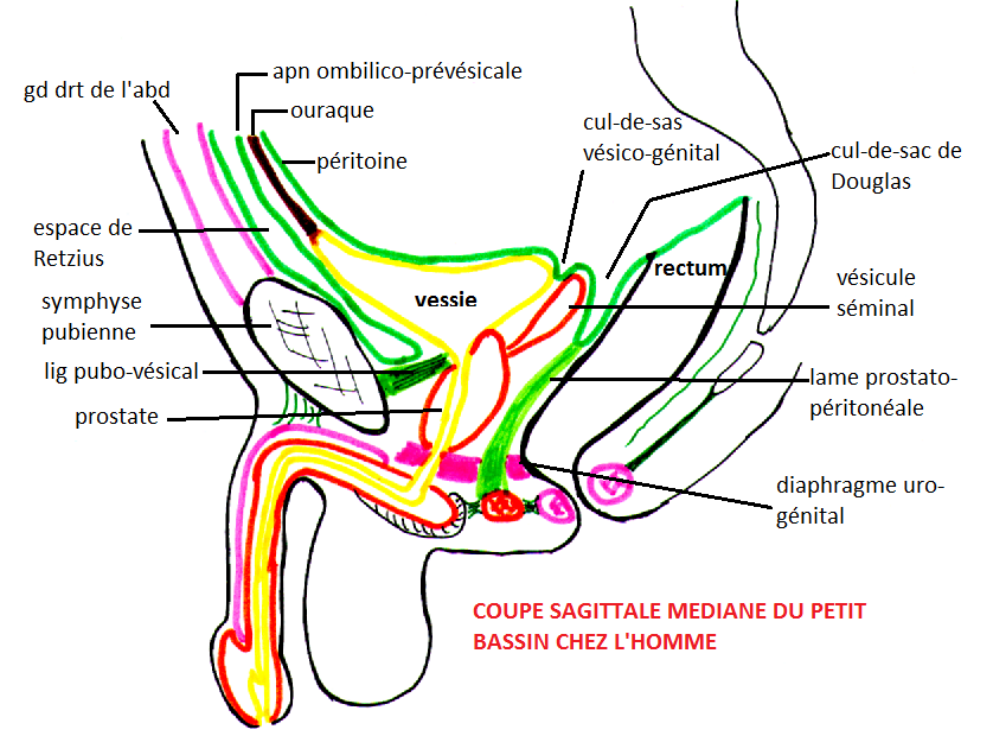 apn ombilico-prévésicale
gd drt de l'abd
ouraque
péritoine
cul-de-sas
vésico-génital
cul-de-sac de
Douglas
espace de
Retzius
rectum
vésicule
séminal
vessie
symphyse
pubienne
lig pubo-vésical
lame prostato-
péritonéale
prostate
diaphragme uro-
génital
COUPE SAGITTALE MEDIANE DU PETIT
BASSIN CHEZ L'HOMME